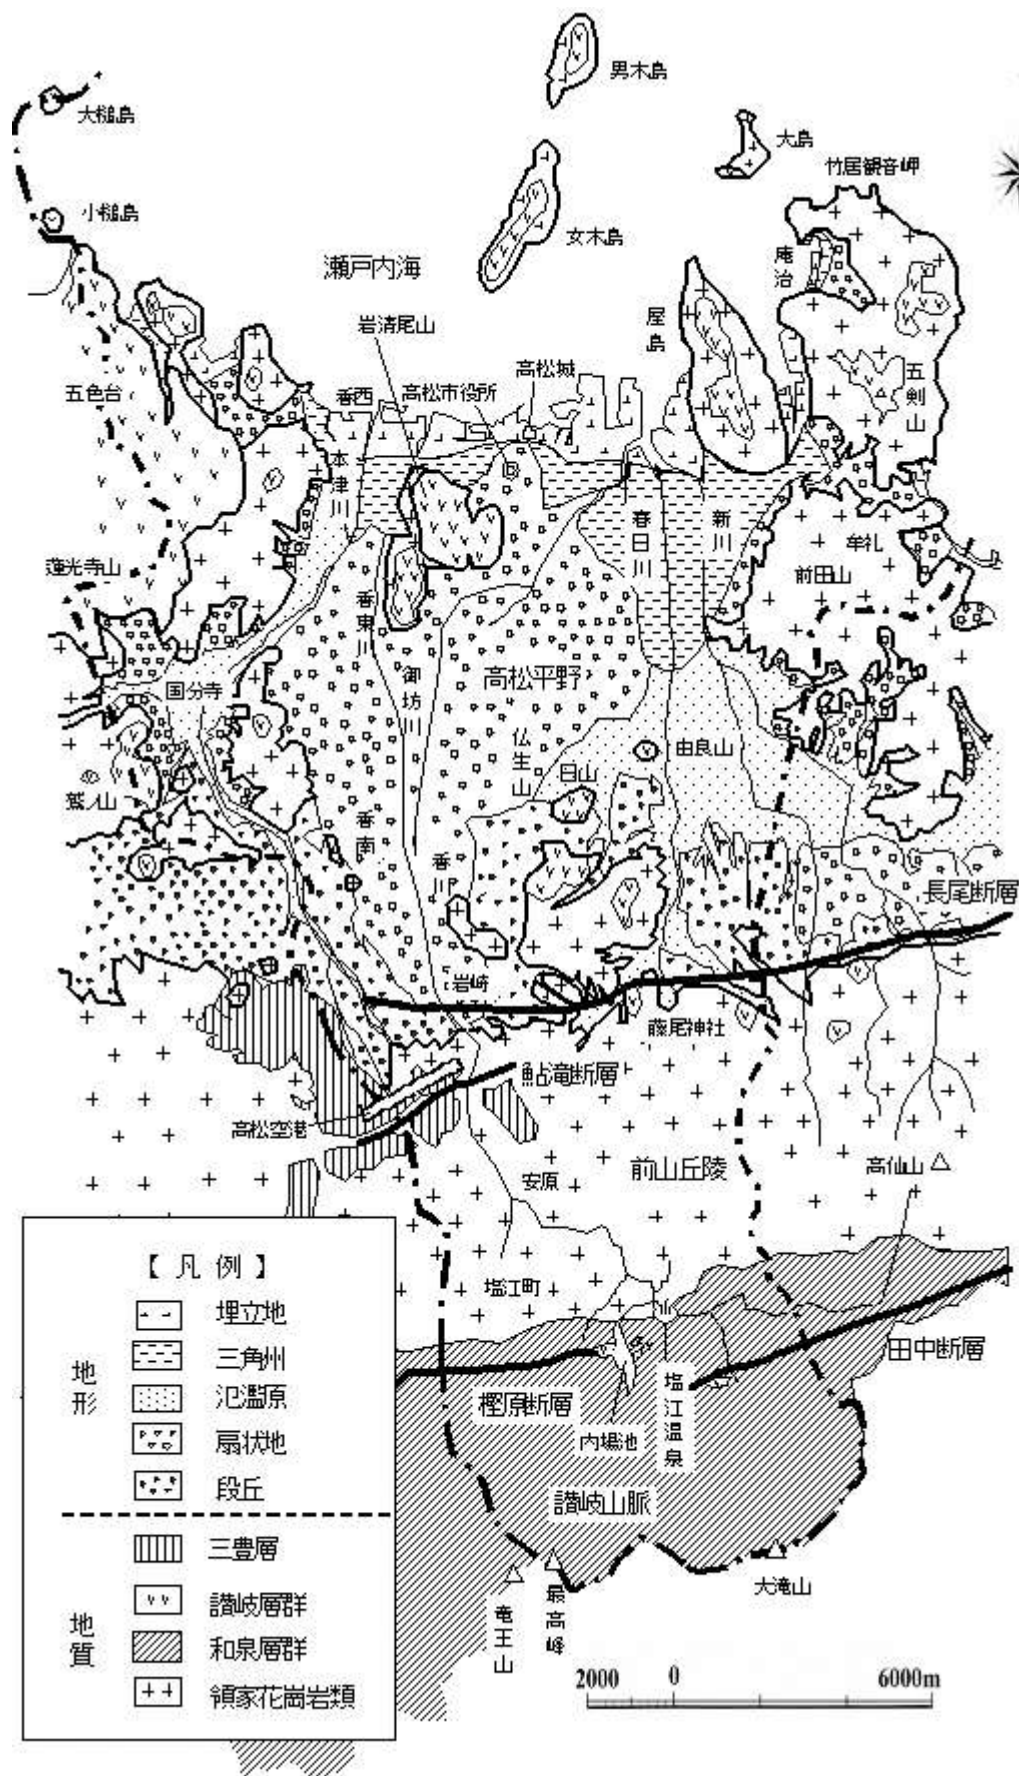 男木島
大槌島
大島
竹居観音岬
小槌島
女木島
庵治
瀬戸内海
屋島
岩清尾山
高松城
五色台
香西
高松市役所
五剣山
本津川
春日川
新川
牟礼
蓮光寺山
前田山
香東川
御坊川
高松平野
国分寺
仏生山
由良山
日山
鷲ノ山
香南
香川
長尾断層
岩崎
藤尾神社
鮎滝断層
高松空港
前山丘陵
高仙山
安原
塩江町
田中断層
樫原断層
塩江温泉
内場池
讃岐山脈
大滝山
最高峰
竜王山
【 凡 例 】
地形
埋立地
三角州
氾濫原
扇状地
段丘
地質
三豊層
讃岐層群
和泉層群
領家花崗岩類
2000 0 6000m